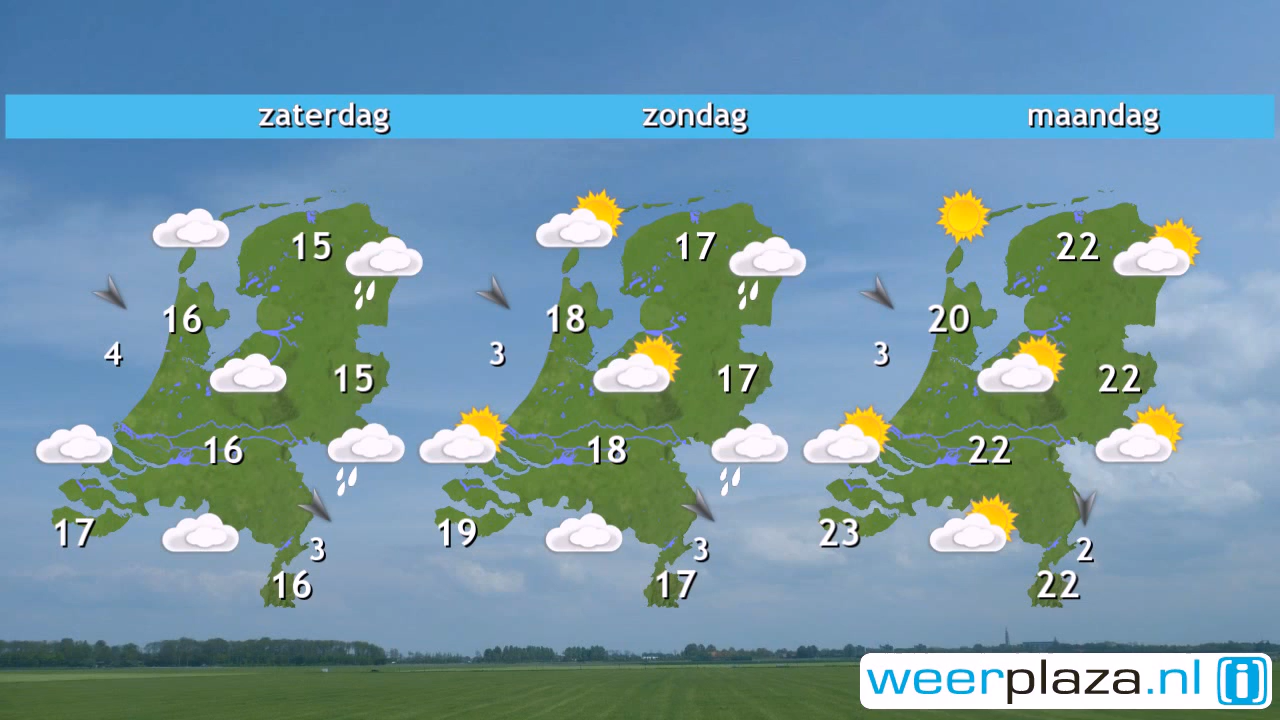 zaterdag zondag maandag
15 17 22
16 18 20
4 3 3
15 17 22
16 18 22
17 19 23
3 3 2
16 17 22
weerplaza.nl i